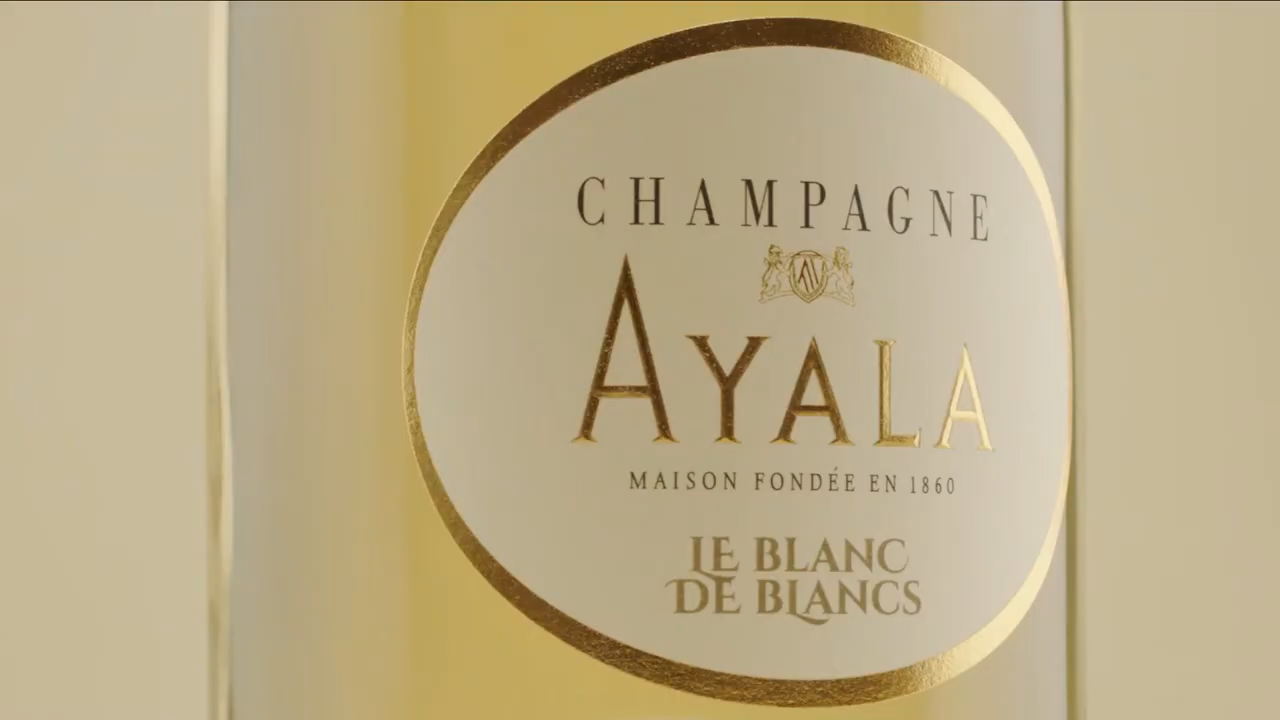 CHAMPAGNE
AYALA
MAISON FONDÉE EN 1860
LE BLANC
DE BLANCS